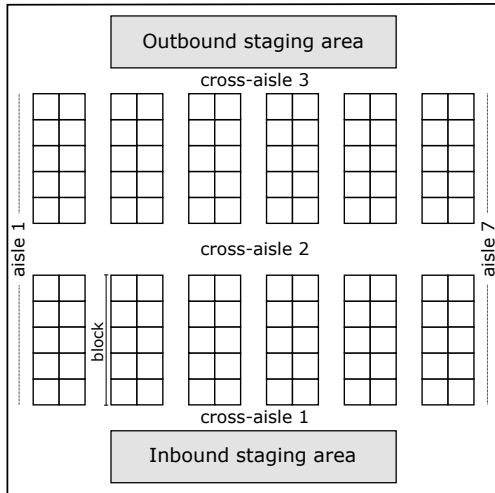 Outbound staging area
cross-aisle 3
aisle 1
cross-aisle 2
aisle 7
block
cross-aisle 1
Inbound staging area